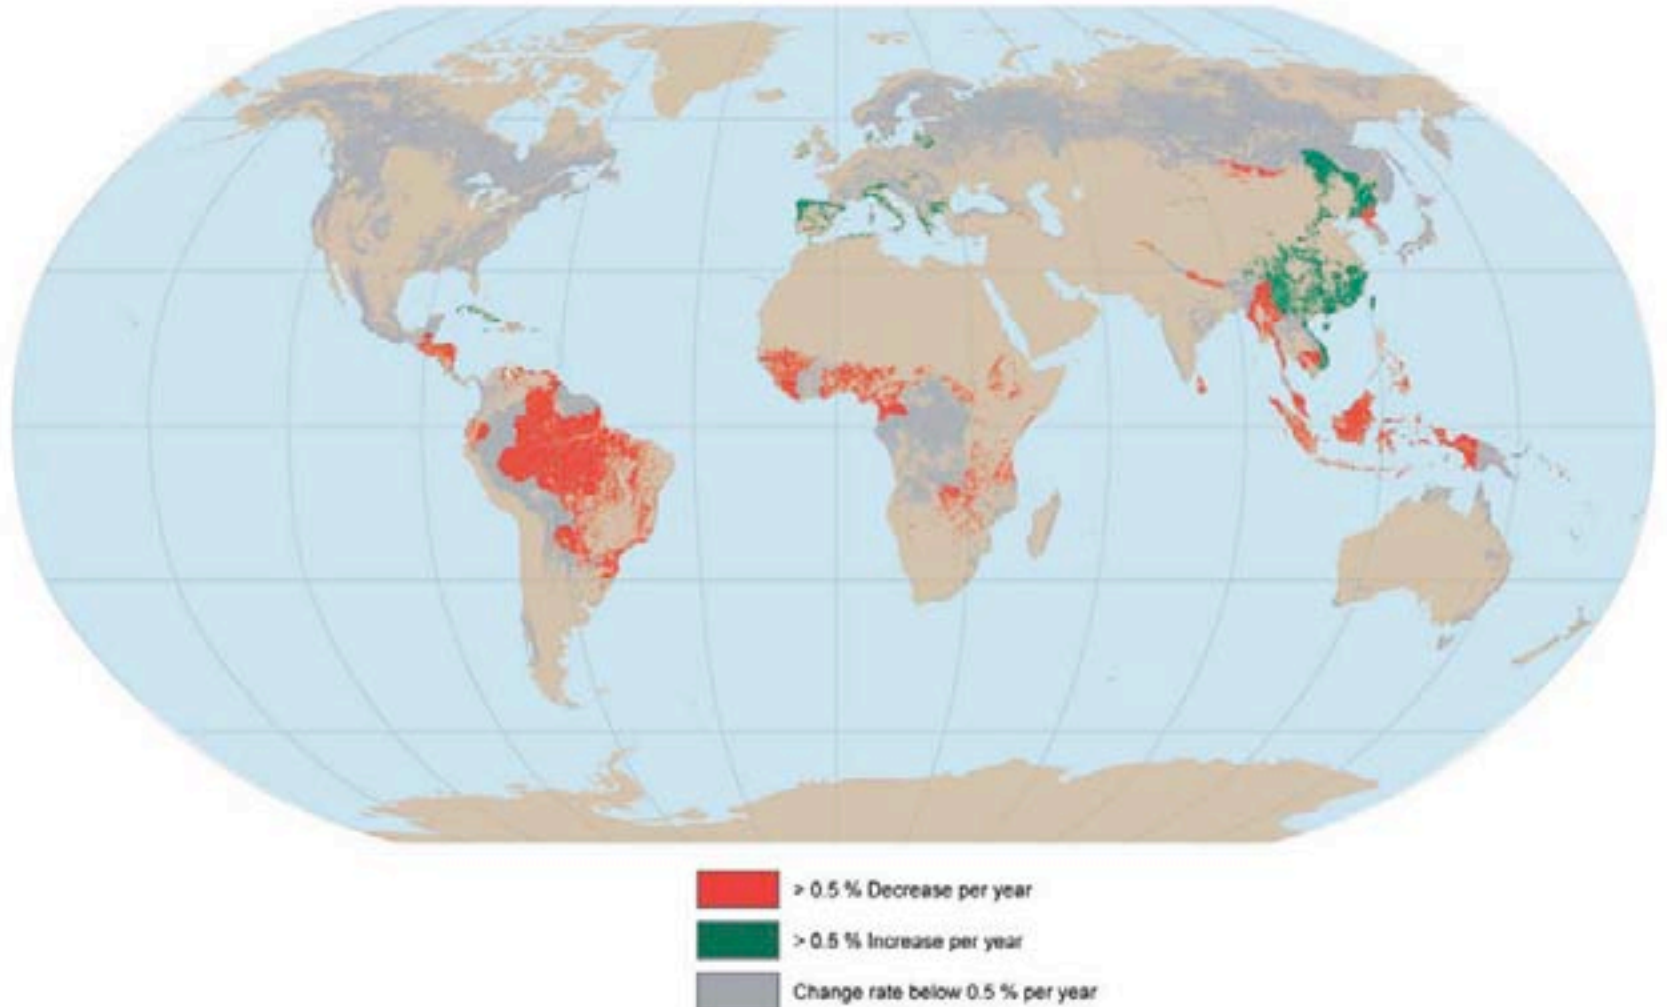 > 0.5 % Decrease per year
> 0.5 % Increase per year
Change rate below 0.5 % per year